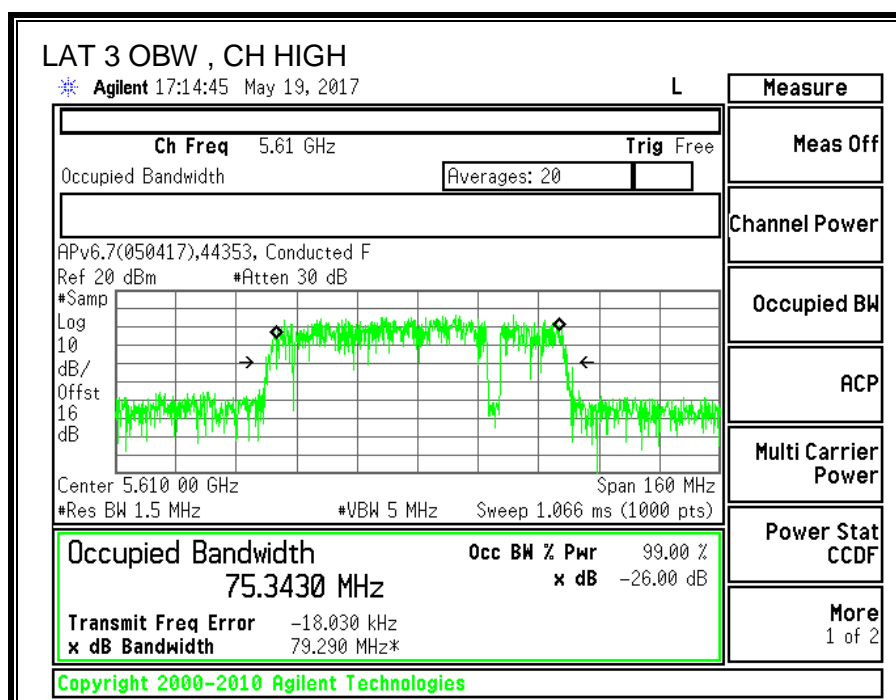 LAT 3 OBW , CH HIGH
Agilent 17:14:45 May 19, 2017 L
Measure
Ch Freq 5.61 GHz Trig Free
Occupied Bandwidth Averages: 20
APv6.7(050417),44353, Conducted F
Ref 20 dBm #Atten 30 dB
#Samp
Log
10
dB/
Offst
16
dB
Center 5.610 00 GHz Span 160 MHz
#Res BW 1.5 MHz #VBW 5 MHz Sweep 1.066 ms (1000 pts)
Occupied Bandwidth Occ BW % Pwr 99.00 %
75.3430 MHz x dB -26.00 dB
Transmit Freq Error -18.030 kHz
x dB Bandwidth 79.290 MHz*
Copyright 2000-2010 Agilent Technologies
Meas Off
Channel Power
Occupied BW
ACP
Multi Carrier
Power
Power Stat
CCDF
More
1 of 2